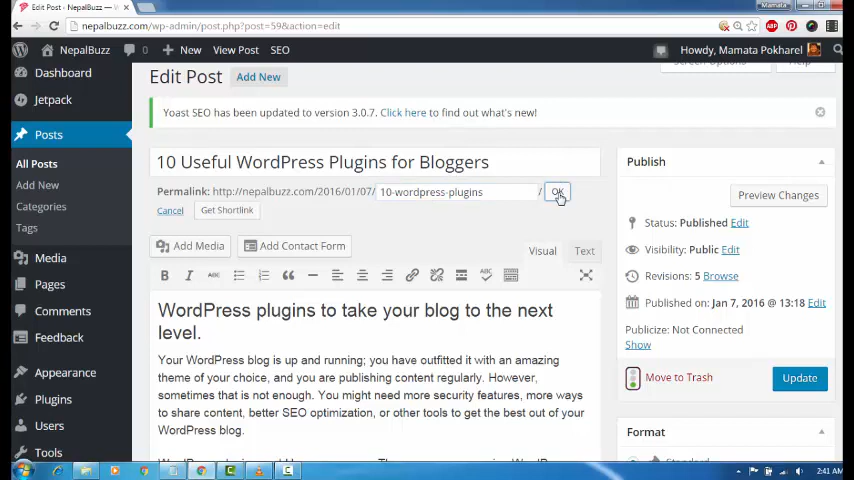 Edit Post ‹ NepalBuzz —
Mamata
nepalbuzz.com/wp-admin/post.php?post=59&action=edit
NepalBuzz 0 New View Post SEO
Howdy, Mamata Pokharel
Dashboard
Jetpack
Posts
All Posts
Add New
Categories
Tags
Media
Pages
Comments
Feedback
Appearance
Plugins
Users
Tools
Edit Post Add New
Screen Options Help
Yoast SEO has been updated to version 3.0.7. Click here to find out what's new!
10 Useful WordPress Plugins for Bloggers
Permalink: http://nepalbuzz.com/2016/01/07/ 10-wordpress-plugins / OK
Cancel Get Shortlink
Add Media Add Contact Form
Visual Text
WordPress plugins to take your blog to the next
level.
Your WordPress blog is up and running; you have outfitted it with an amazing
theme of your choice, and you are publishing content regularly. However,
sometimes that is not enough. You might need more security features, more ways
to share content, better SEO optimization, or other tools to get the best out of your
WordPress blog.
Publish
Preview Changes
Status: Published Edit
Visibility: Public Edit
Revisions: 5 Browse
Published on: Jan 7, 2016 @ 13:18 Edit
Publicize: Not Connected
Show
Move to Trash
Update
Format
Standard
2:41 AM